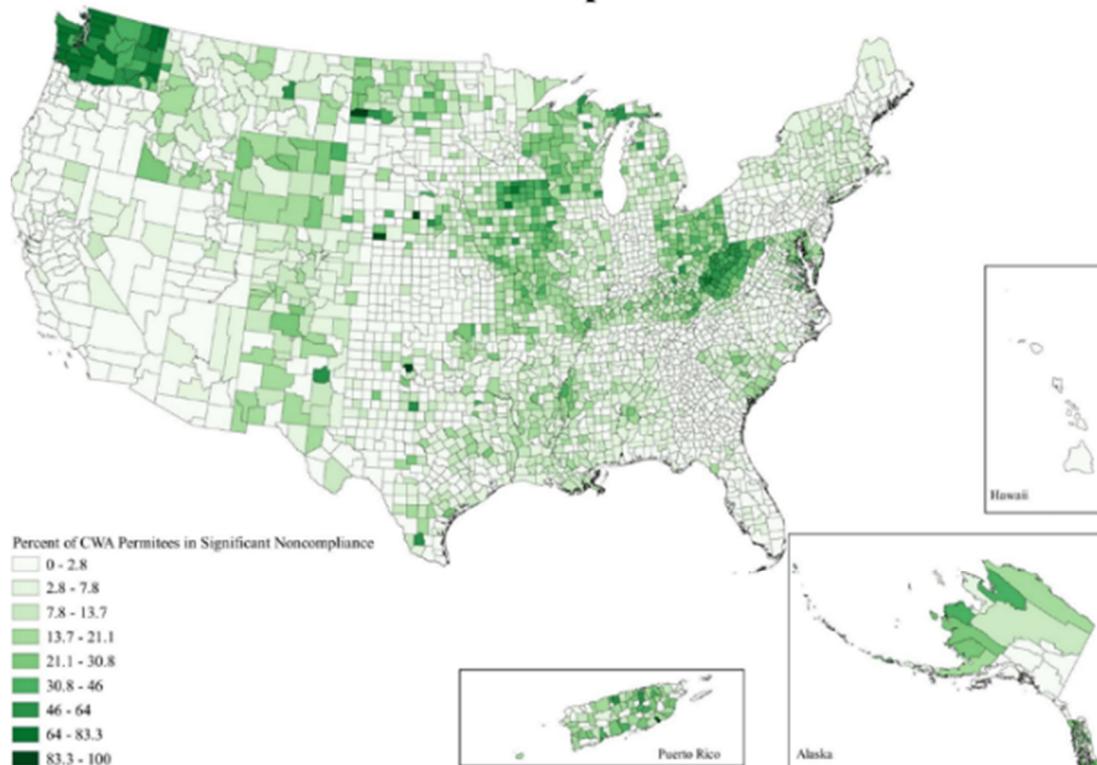 Hawaii
Percent of CWA Permitees in Significant Noncompliance
0 - 2.8
2.8 - 7.8
7.8 - 13.7
13.7 - 21.1
21.1 - 30.8
30.8 - 46
46 - 64
64 - 83.3
83.3 - 100
Puerto Rico
Alaska